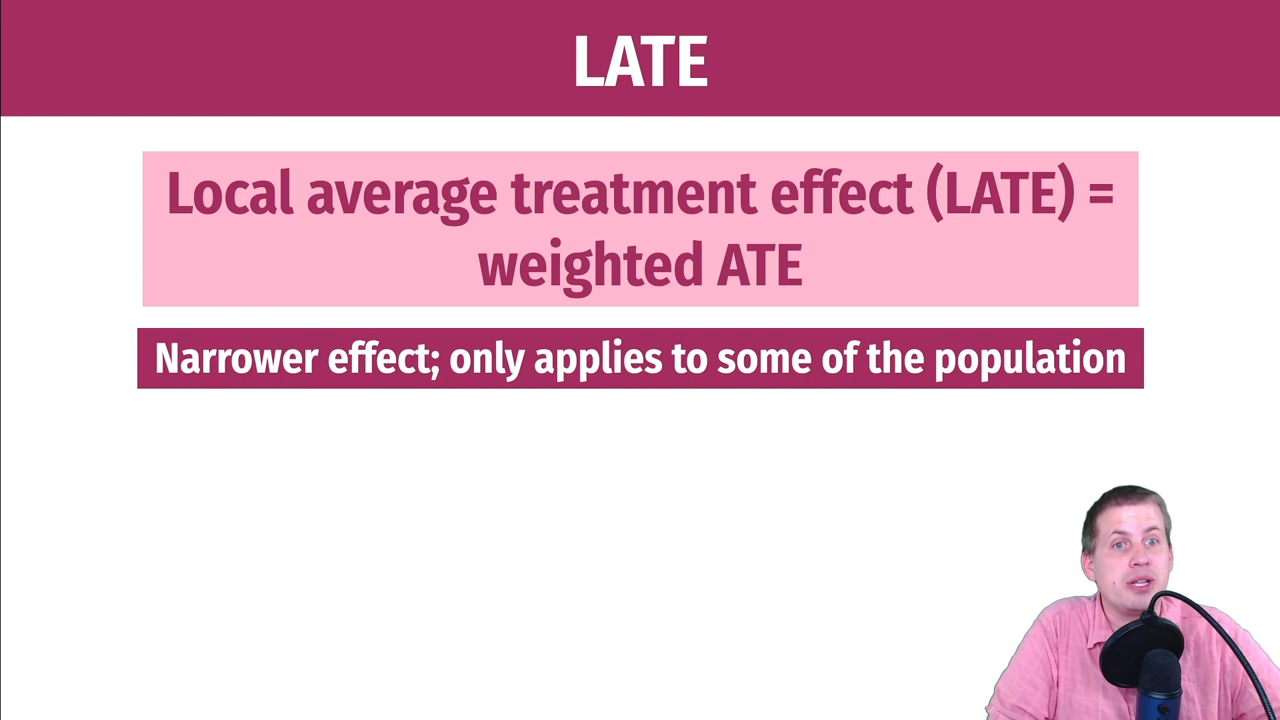 LATE
Local average treatment effect (LATE) =
weighted ATE
Narrower effect; only applies to some of the population